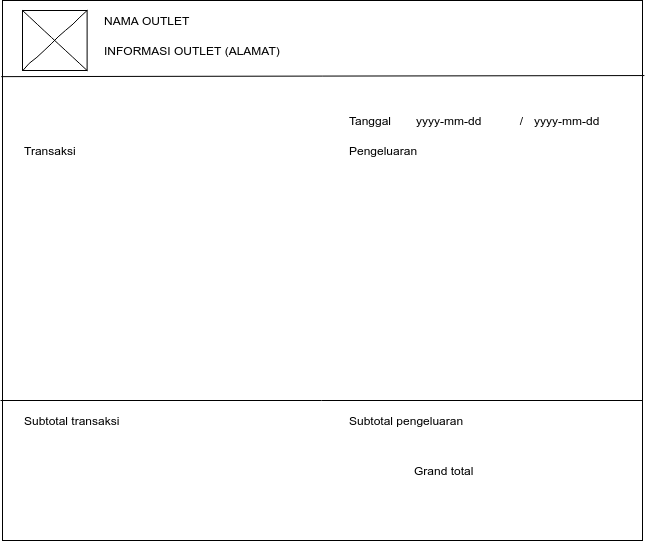 NAMA OUTLET
INFORMASI OUTLET (ALAMAT)
Tanggal yyyy-mm-dd / yyyy-mm-dd
Transaksi Pengeluaran
Subtotal transaksi Subtotal pengeluaran
Grand total